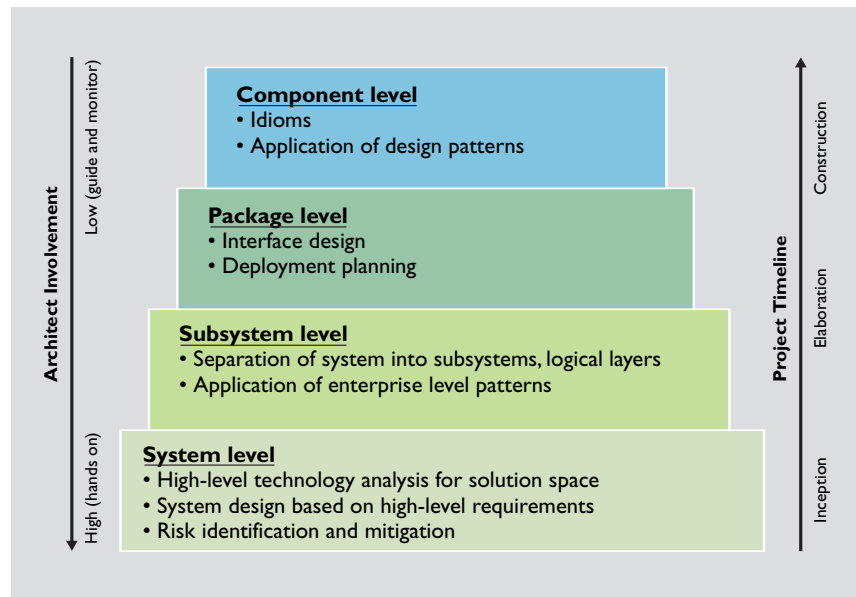 Component level
• Idioms
• Application of design patterns
Package level
• Interface design
• Deployment planning
Subsystem level
• Separation of system into subsystems, logical layers
• Application of enterprise level patterns
System level
• High-level technology analysis for solution space
• System design based on high-level requirements
• Risk identification and mitigation
Architect Involvement
Low (guide and monitor)
High (hands on)
Project Timeline
Construction
Elaboration
Inception